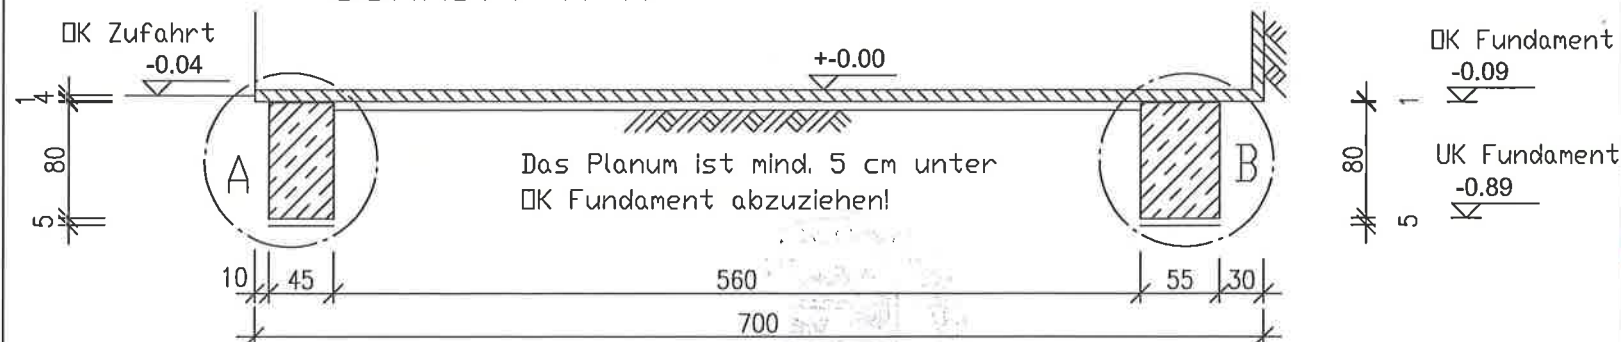 OK Zufahrt
-0.04
+-0.00
OK Fundament
-0.09
1
4
80
5
A
Das Planum ist mind. 5 cm unter
OK Fundament abzuziehen!
B
1
80
5
UK Fundament
-0.89
10 45 560 55 30
700